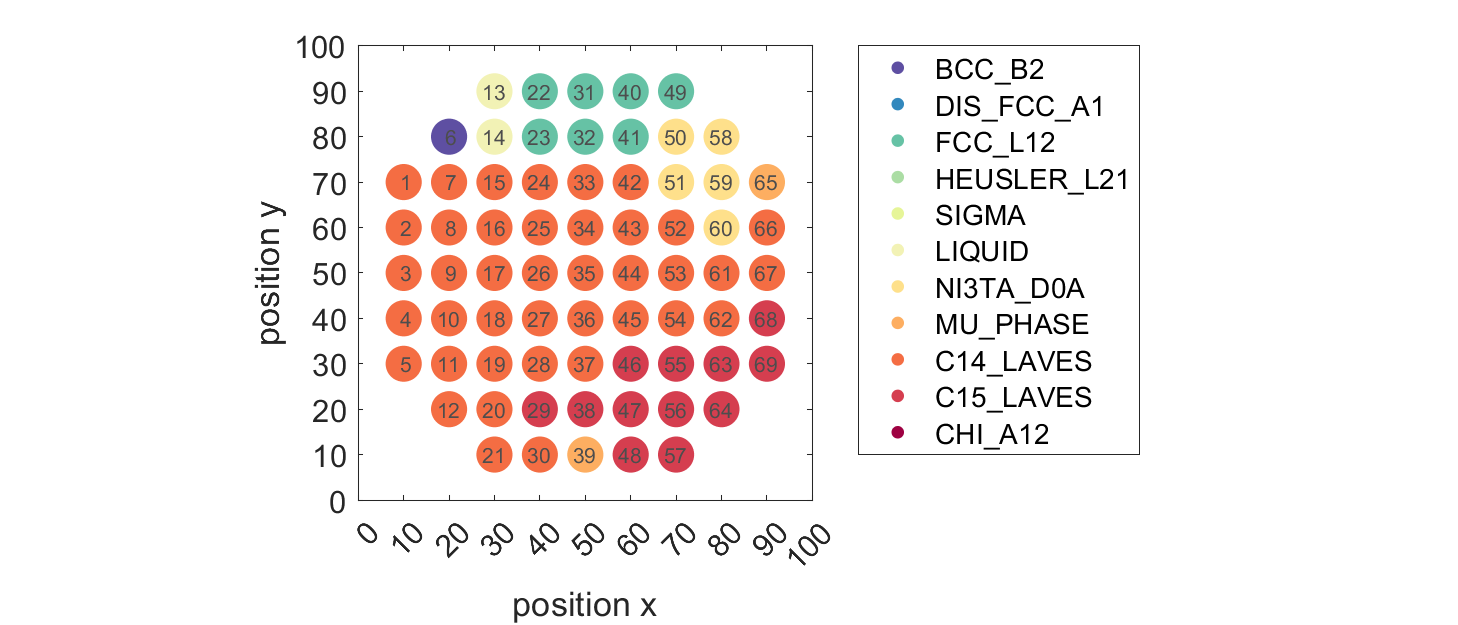 100
90
80
70
60
50
40
30
20
10
0
position y
13 22 31 40 49
6 14 23 32 41 50 58
1 7 15 24 33 42 51 59 65
2 8 16 25 34 43 52 60 66
3 9 17 26 35 44 53 61 67
4 10 18 27 36 45 54 62 68
5 11 19 28 37 46 55 63 69
12 20 29 38 47 56 64
21 30 39 48 57
0 10 20 30 40 50 60 70 80 90 100
position x
BCC_B2
DIS_FCC_A1
FCC_L12
HEUSLER_L21
SIGMA
LIQUID
NI3TA_D0A
MU_PHASE
C14_LAVES
C15_LAVES
CHI_A12